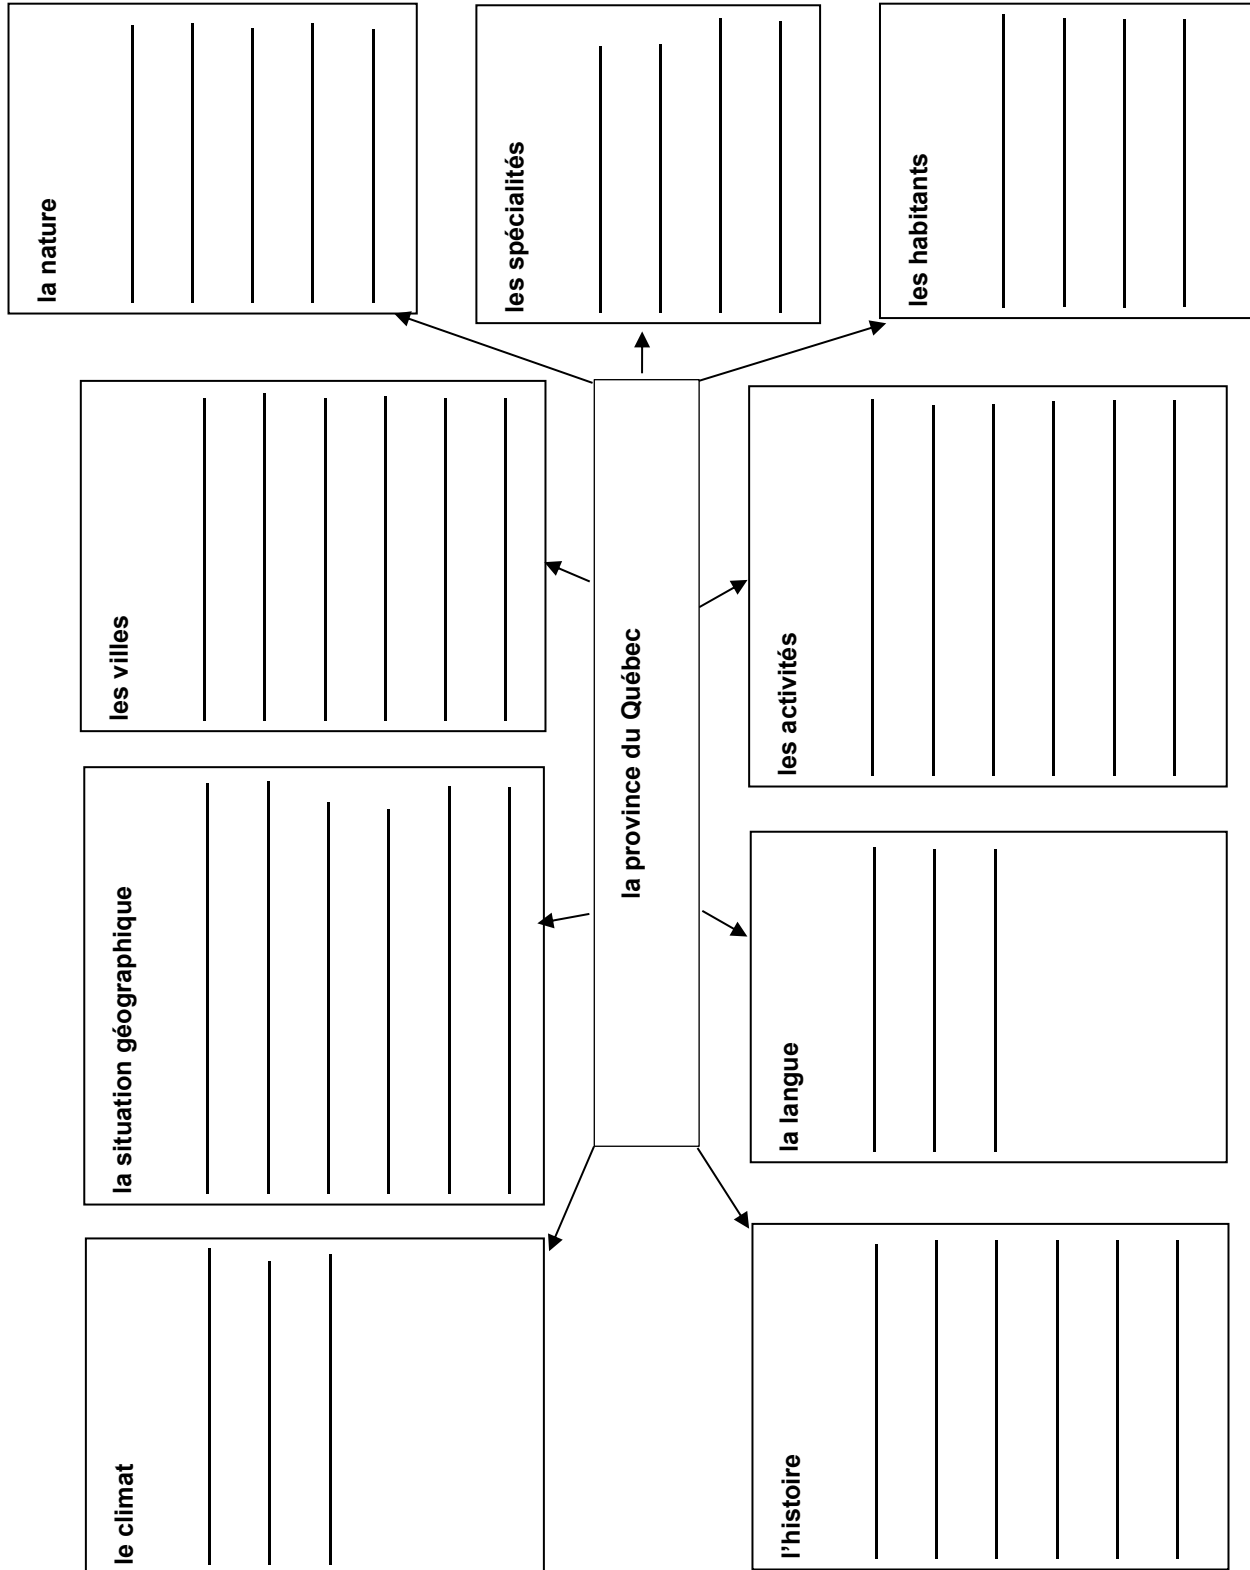 le climat
la situation géographique
les villes
la nature
la province du Québec
les spécialités
l'histoire
la langue
les activités
les habitants